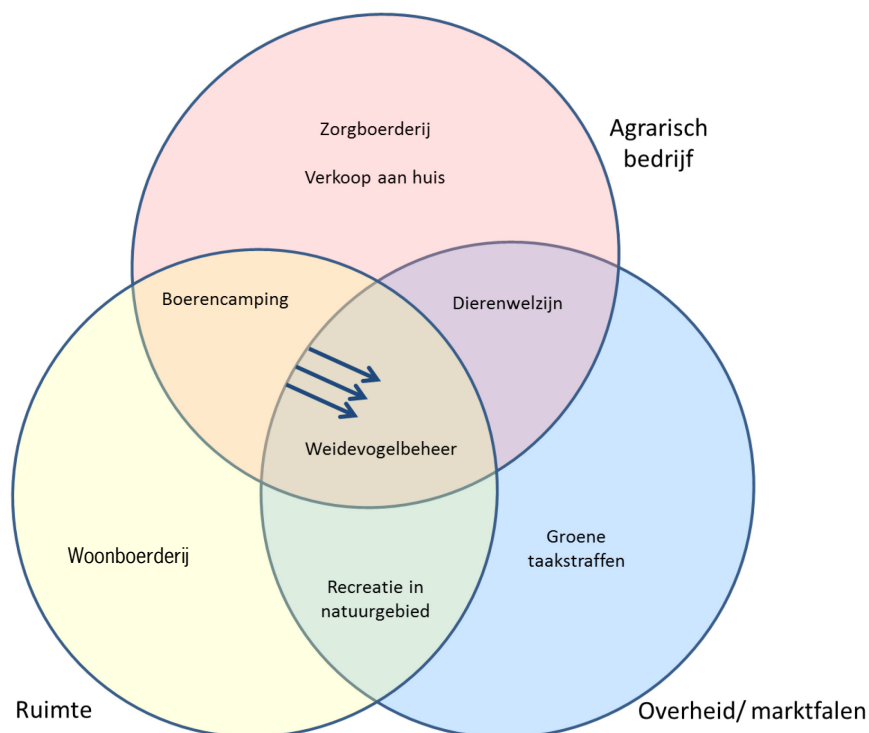 Zorgboerderij
Agrarisch
bedrijf
Verkoop aan huis
Boerencamping
Dierenwelzijn
Weidevogelbeheer
Woonboerderij
Groene
taakstraffen
Recreatie in
natuurgebied
Ruimte
Overheid/ marktfalen